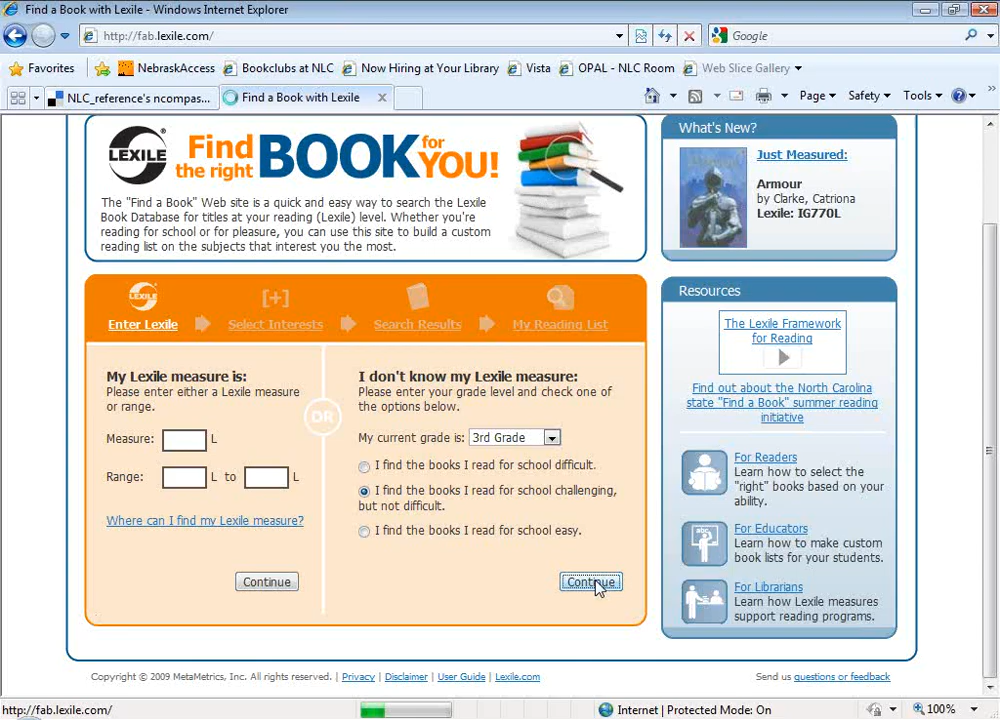 Find a Book with Lexile - Windows Internet Explorer
http://fab.lexile.com/
Google
Favorites
NebraskAccess
Bookclubs at NLC
Now Hiring at Your Library
Vista
OPAL - NLC Room
Web Slice Gallery
NLC_reference's ncompas...
Find a Book with Lexile
Page
Safety
Tools
LEXILE
Find
the right
BOOK
for
YOU!
The "Find a Book" Web site is a quick and easy way to search the Lexile
Book Database for titles at your reading (Lexile) level. Whether you're
reading for school or for pleasure, you can use this site to build a custom
reading list on the subjects that interest you the most.
What's New?
Just Measured:
Armour
by Clarke, Catriona
Lexile: IG770L
LEXILE
Enter Lexile
[+]
Select Interests
Search Results
My Reading List
My Lexile measure is:
Please enter either a Lexile measure
or range.
Measure: L
Range: L to L
Where can I find my Lexile measure?
Continue
OR
I don't know my Lexile measure:
Please enter your grade level and check one of
the options below.
My current grade is: 3rd Grade
I find the books I read for school difficult.
I find the books I read for school challenging,
but not difficult.
I find the books I read for school easy.
Continue
Resources
The Lexile Framework
for Reading
Find out about the North Carolina
state "Find a Book" summer reading
initiative
For Readers
Learn how to select the
"right" books based on your
ability.
abc
For Educators
Learn how to make custom
book lists for your students.
For Librarians
Learn how Lexile measures
support reading programs.
Copyright © 2009 MetaMetrics, Inc. All rights reserved. | Privacy | Disclaimer | User Guide | Lexile.com
Send us questions or feedback
http://fab.lexile.com/
Internet | Protected Mode: On
100%